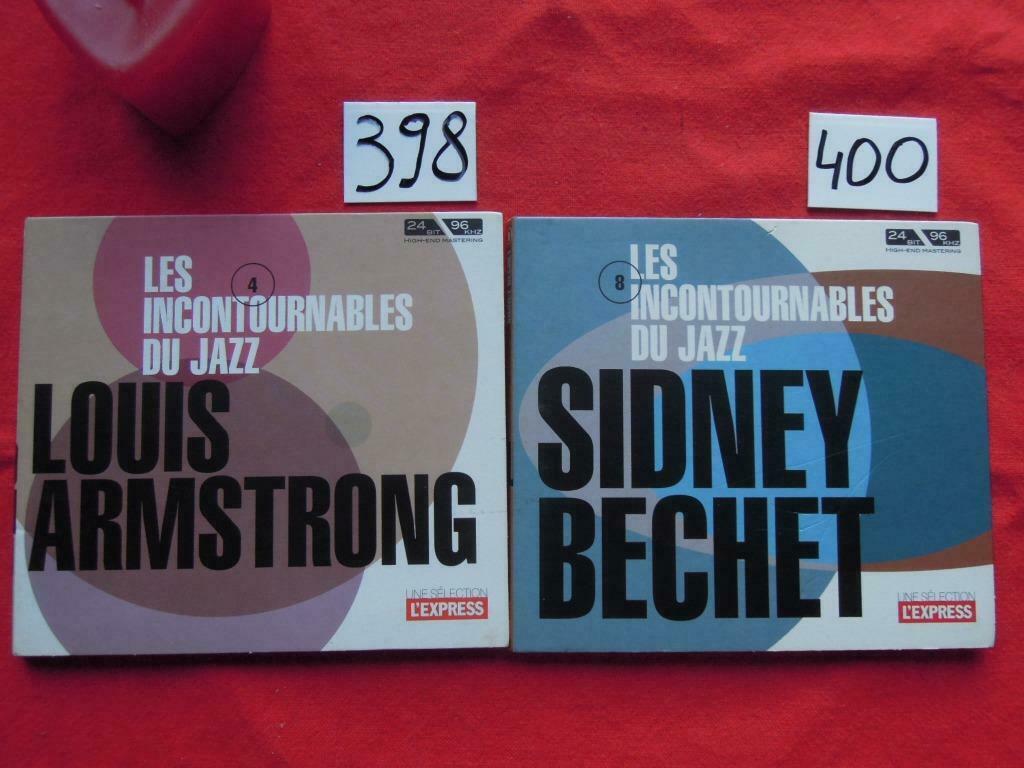 398
400
24 BIT 96 KHZ
HIGH-END MASTERING
4
LES
INCONTOURNABLES
DU JAZZ
LOUIS
ARMSTRONG
UNE SÉLECTION
L'EXPRESS
24 BIT 96 KHZ
HIGH-END MASTERING
8
LES
INCONTOURNABLES
DU JAZZ
SIDNEY
BECHET
UNE SÉLECTION
L'EXPRESS